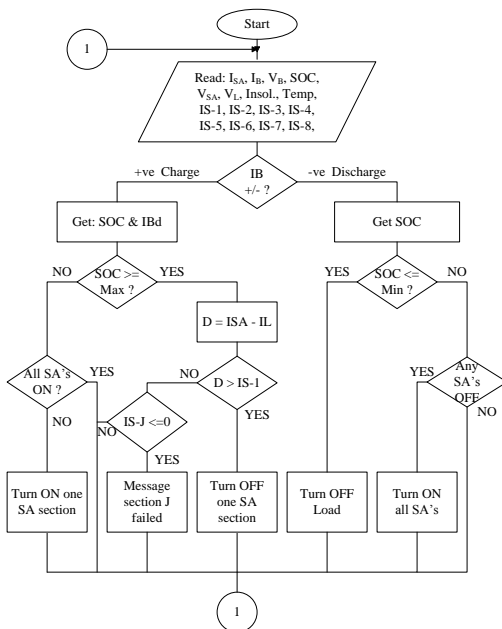 Start
1
Read: ISA, IB, VB, SOC,
VSA, VL, Insol., Temp,
IS-1, IS-2, IS-3, IS-4,
IS-5, IS-6, IS-7, IS-8,
+ve Charge
IB
+/- ?
-ve Discharge
Get: SOC & IBd
Get SOC
NO
SOC >=
Max ?
YES
YES
SOC <=
Min ?
NO
D = ISA - IL
All SA's
ON ?
YES
NO
D > IS-1
YES
Any
SA's
OFF
NO
NO
NO
IS-J <=0
YES
YES
Turn ON one
SA section
Message
section J
failed
Turn OFF
one SA
section
Turn OFF
Load
Turn ON
all SA's
1